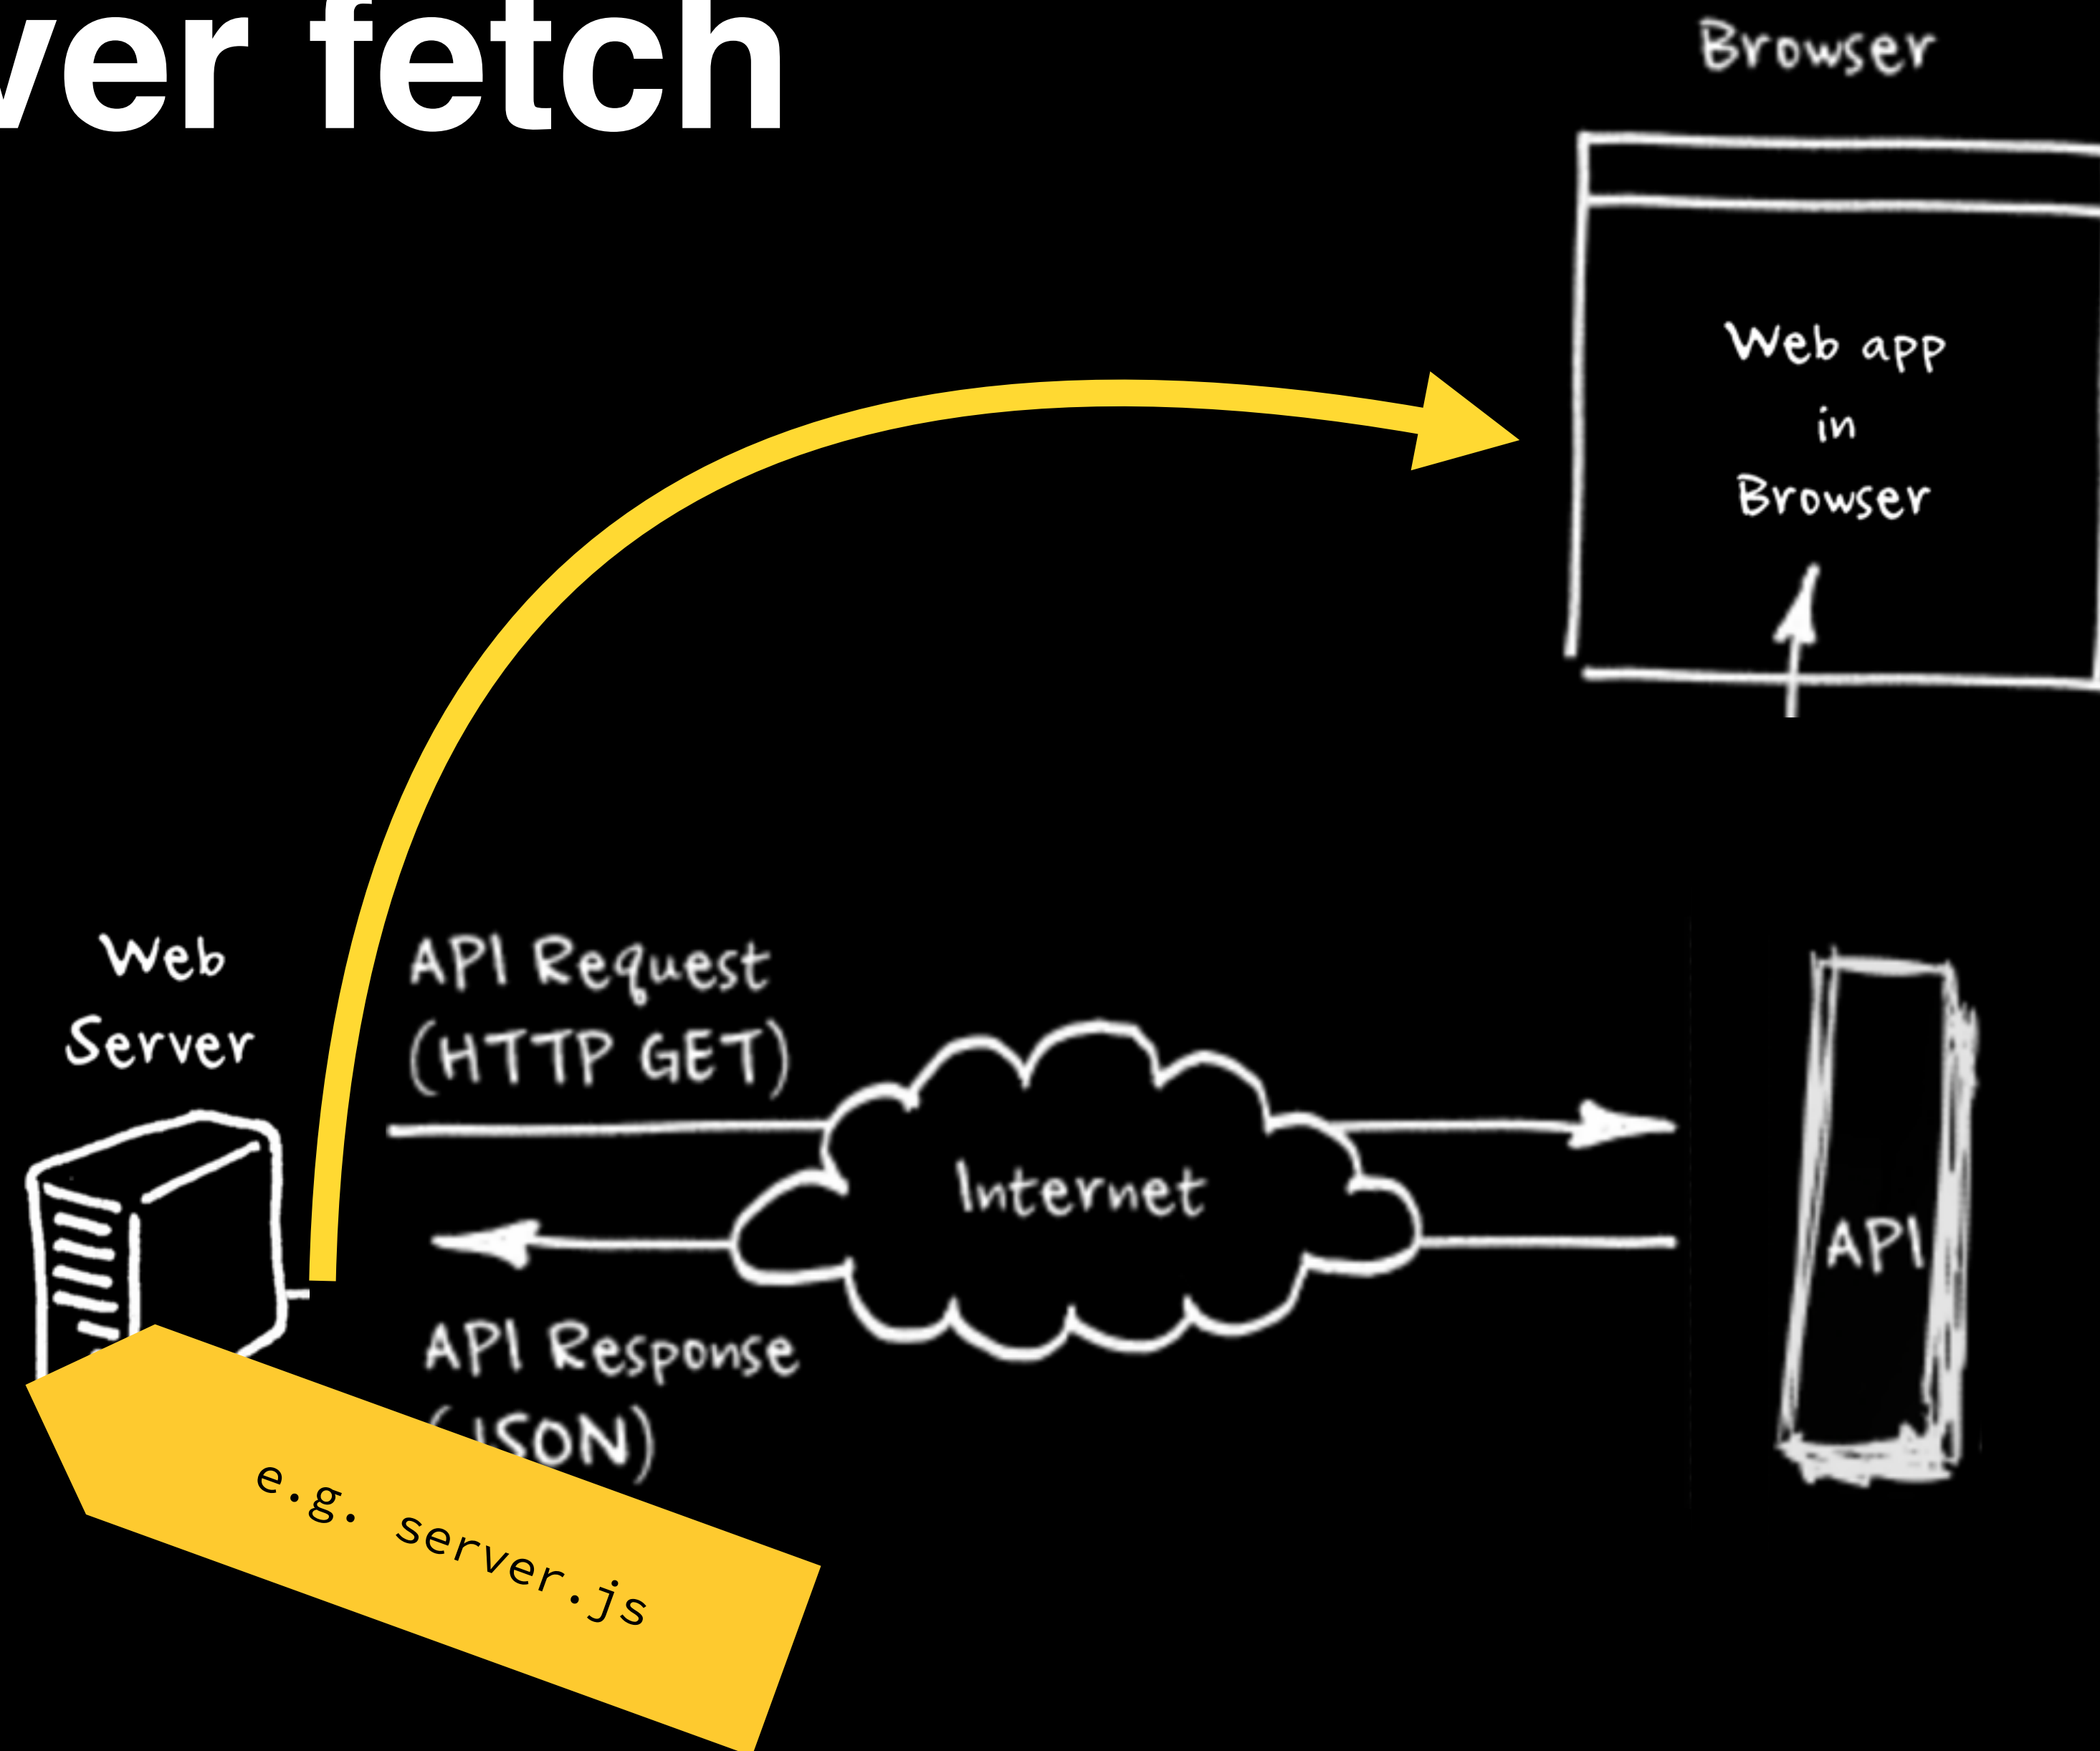 ver fetch
Browser
Web app
in
Browser
Web
Server
API Request
(HTTP GET)
Internet
API
API Response
(JSON)
e.g. server.js